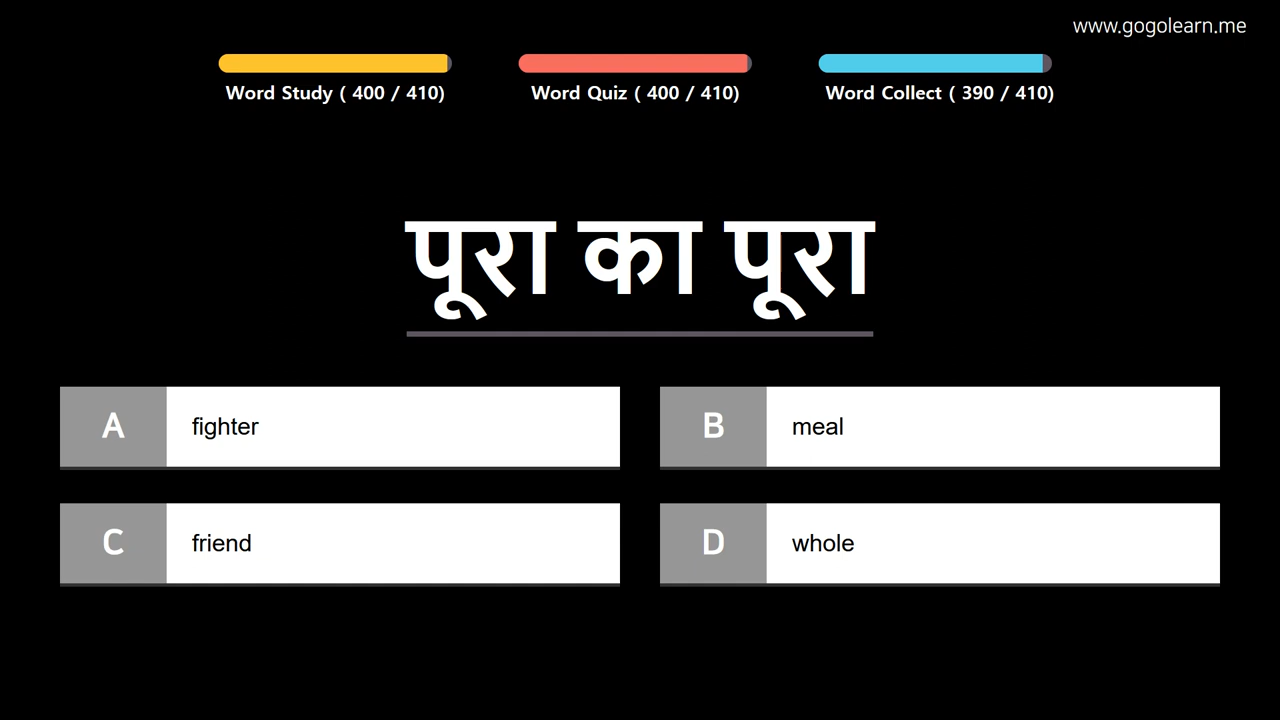 www.gogolearn.me
Word Study ( 400 / 410)
Word Quiz ( 400 / 410)
Word Collect ( 390 / 410)
पूरा का पूरा
A fighter
B meal
C friend
D whole